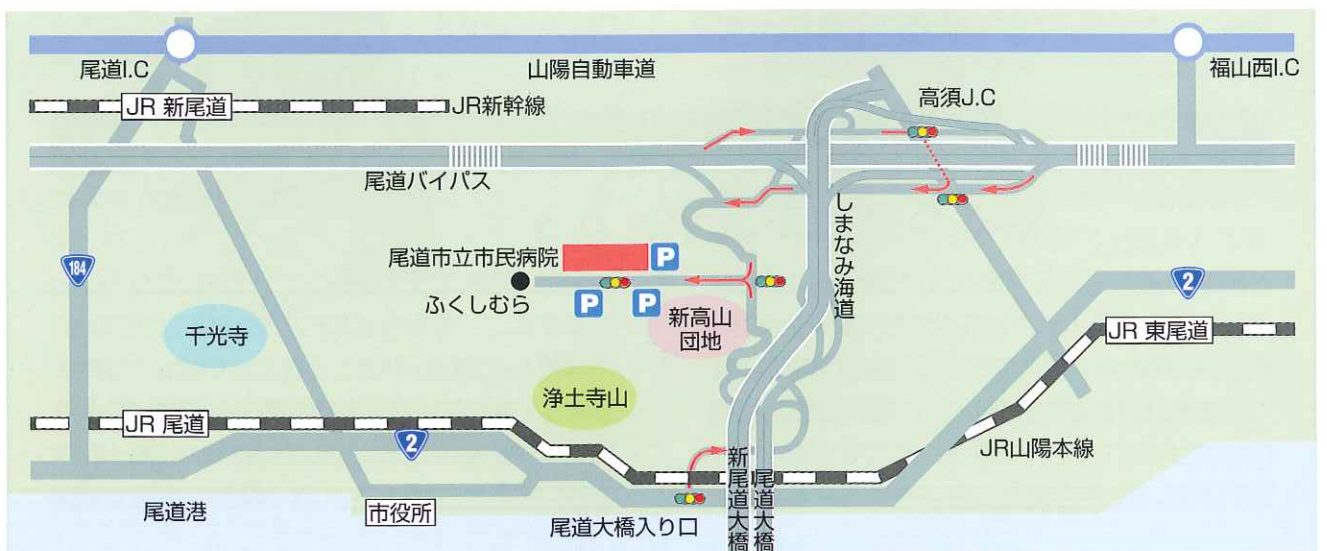 尾道I.C
山陽自動車道
福山西I.C
JR 新尾道
JR新幹線
高須J.C
尾道バイパス
しまなみ海道
184
尾道市立市民病院
P
ふくしむら
P
P
新高山
団地
2
千光寺
JR 東尾道
浄土寺山
JR 尾道
2
JR山陽本線
新尾道大橋
尾道大橋
尾道港
市役所
尾道大橋入り口